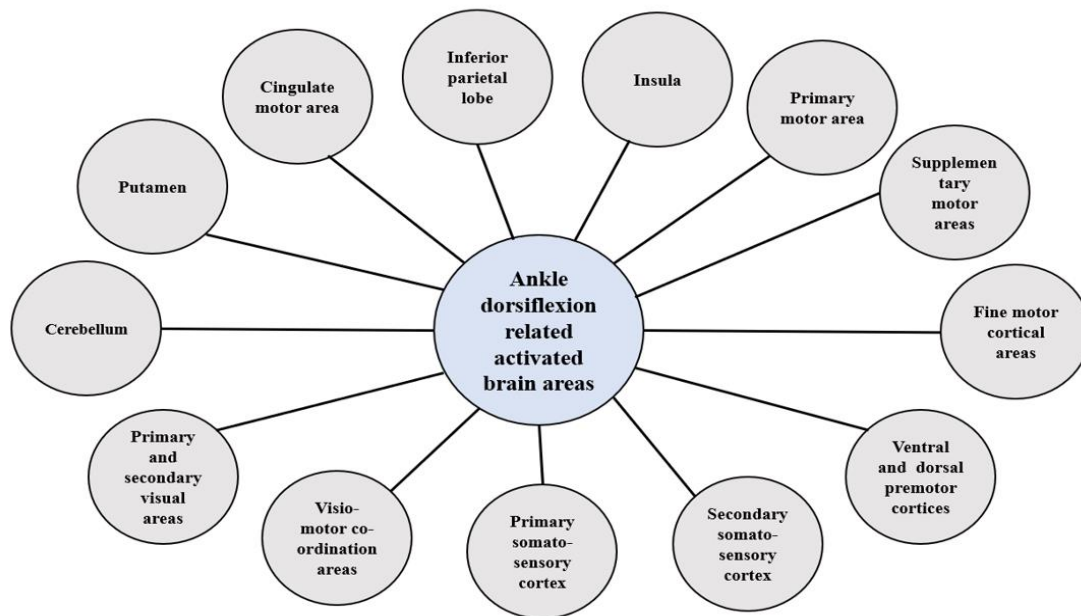 Cingulate
motor area
Inferior
parietal
lobe
Insula
Primary
motor area
Supplemen
tary
motor
areas
Putamen
Ankle
dorsiflexion
related
activated
brain areas
Cerebellum
Fine motor
cortical
areas
Primary
and
secondary
visual
areas
Visio-
motor co-
ordination
areas
Primary
somato-
sensory
cortex
Secondary
somato-
sensory
cortex
Ventral
and dorsal
premotor
cortices